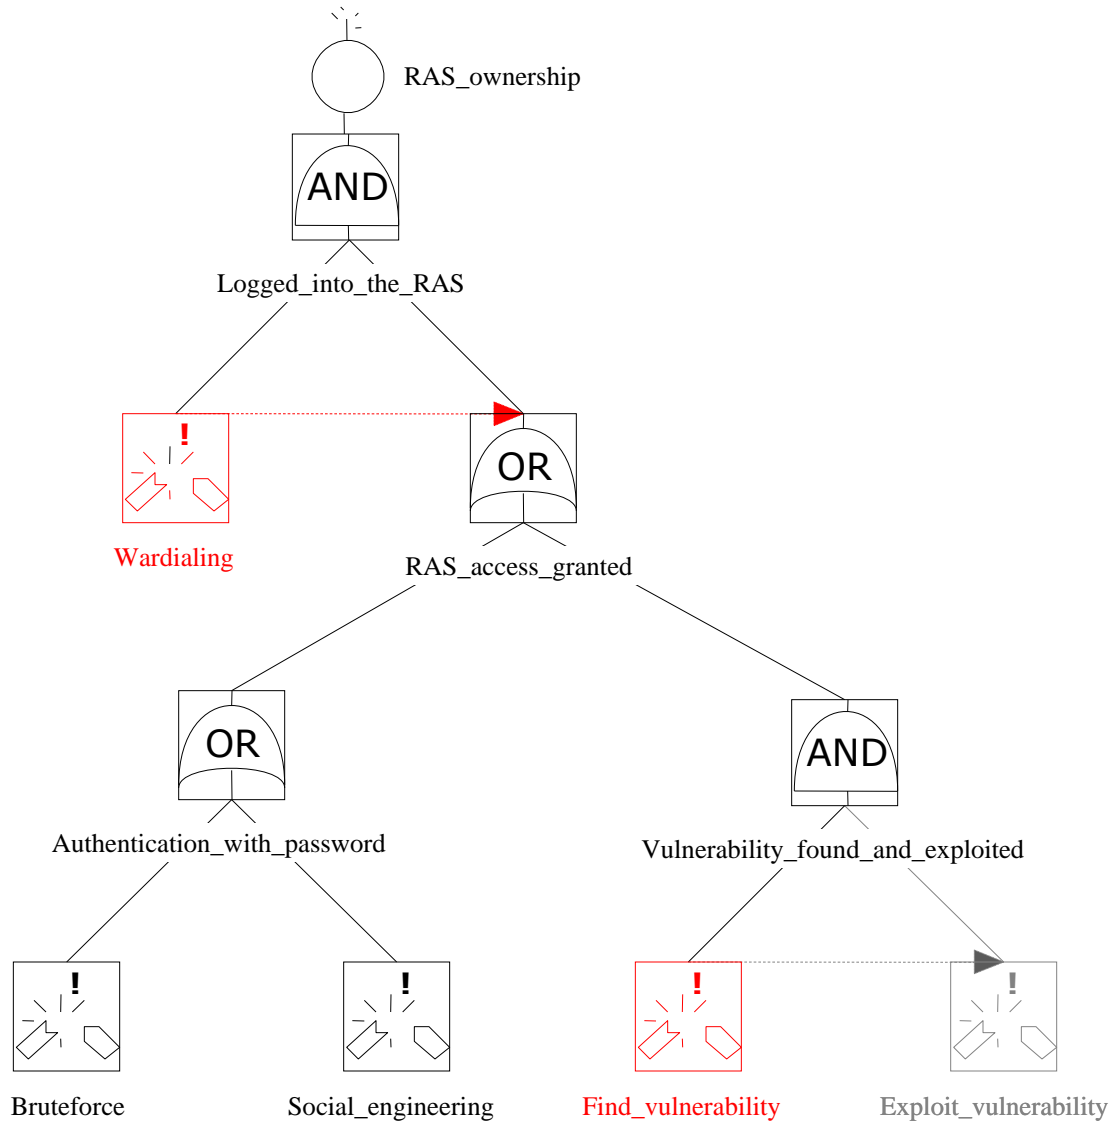 RAS_ownership
AND
Logged_into_the_RAS
!
OR
Wardialing
RAS_access_granted
OR
AND
Authentication_with_password
Vulnerability_found_and_exploited
! ! ! !
Bruteforce Social_engineering Find_vulnerability Exploit_vulnerability